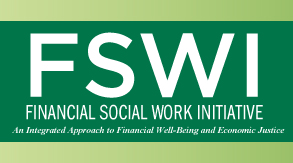 FSWI
FINANCIAL SOCIAL WORK INITIATIVE
An Integrated Approach to Financial Well-Being and Economic Justice